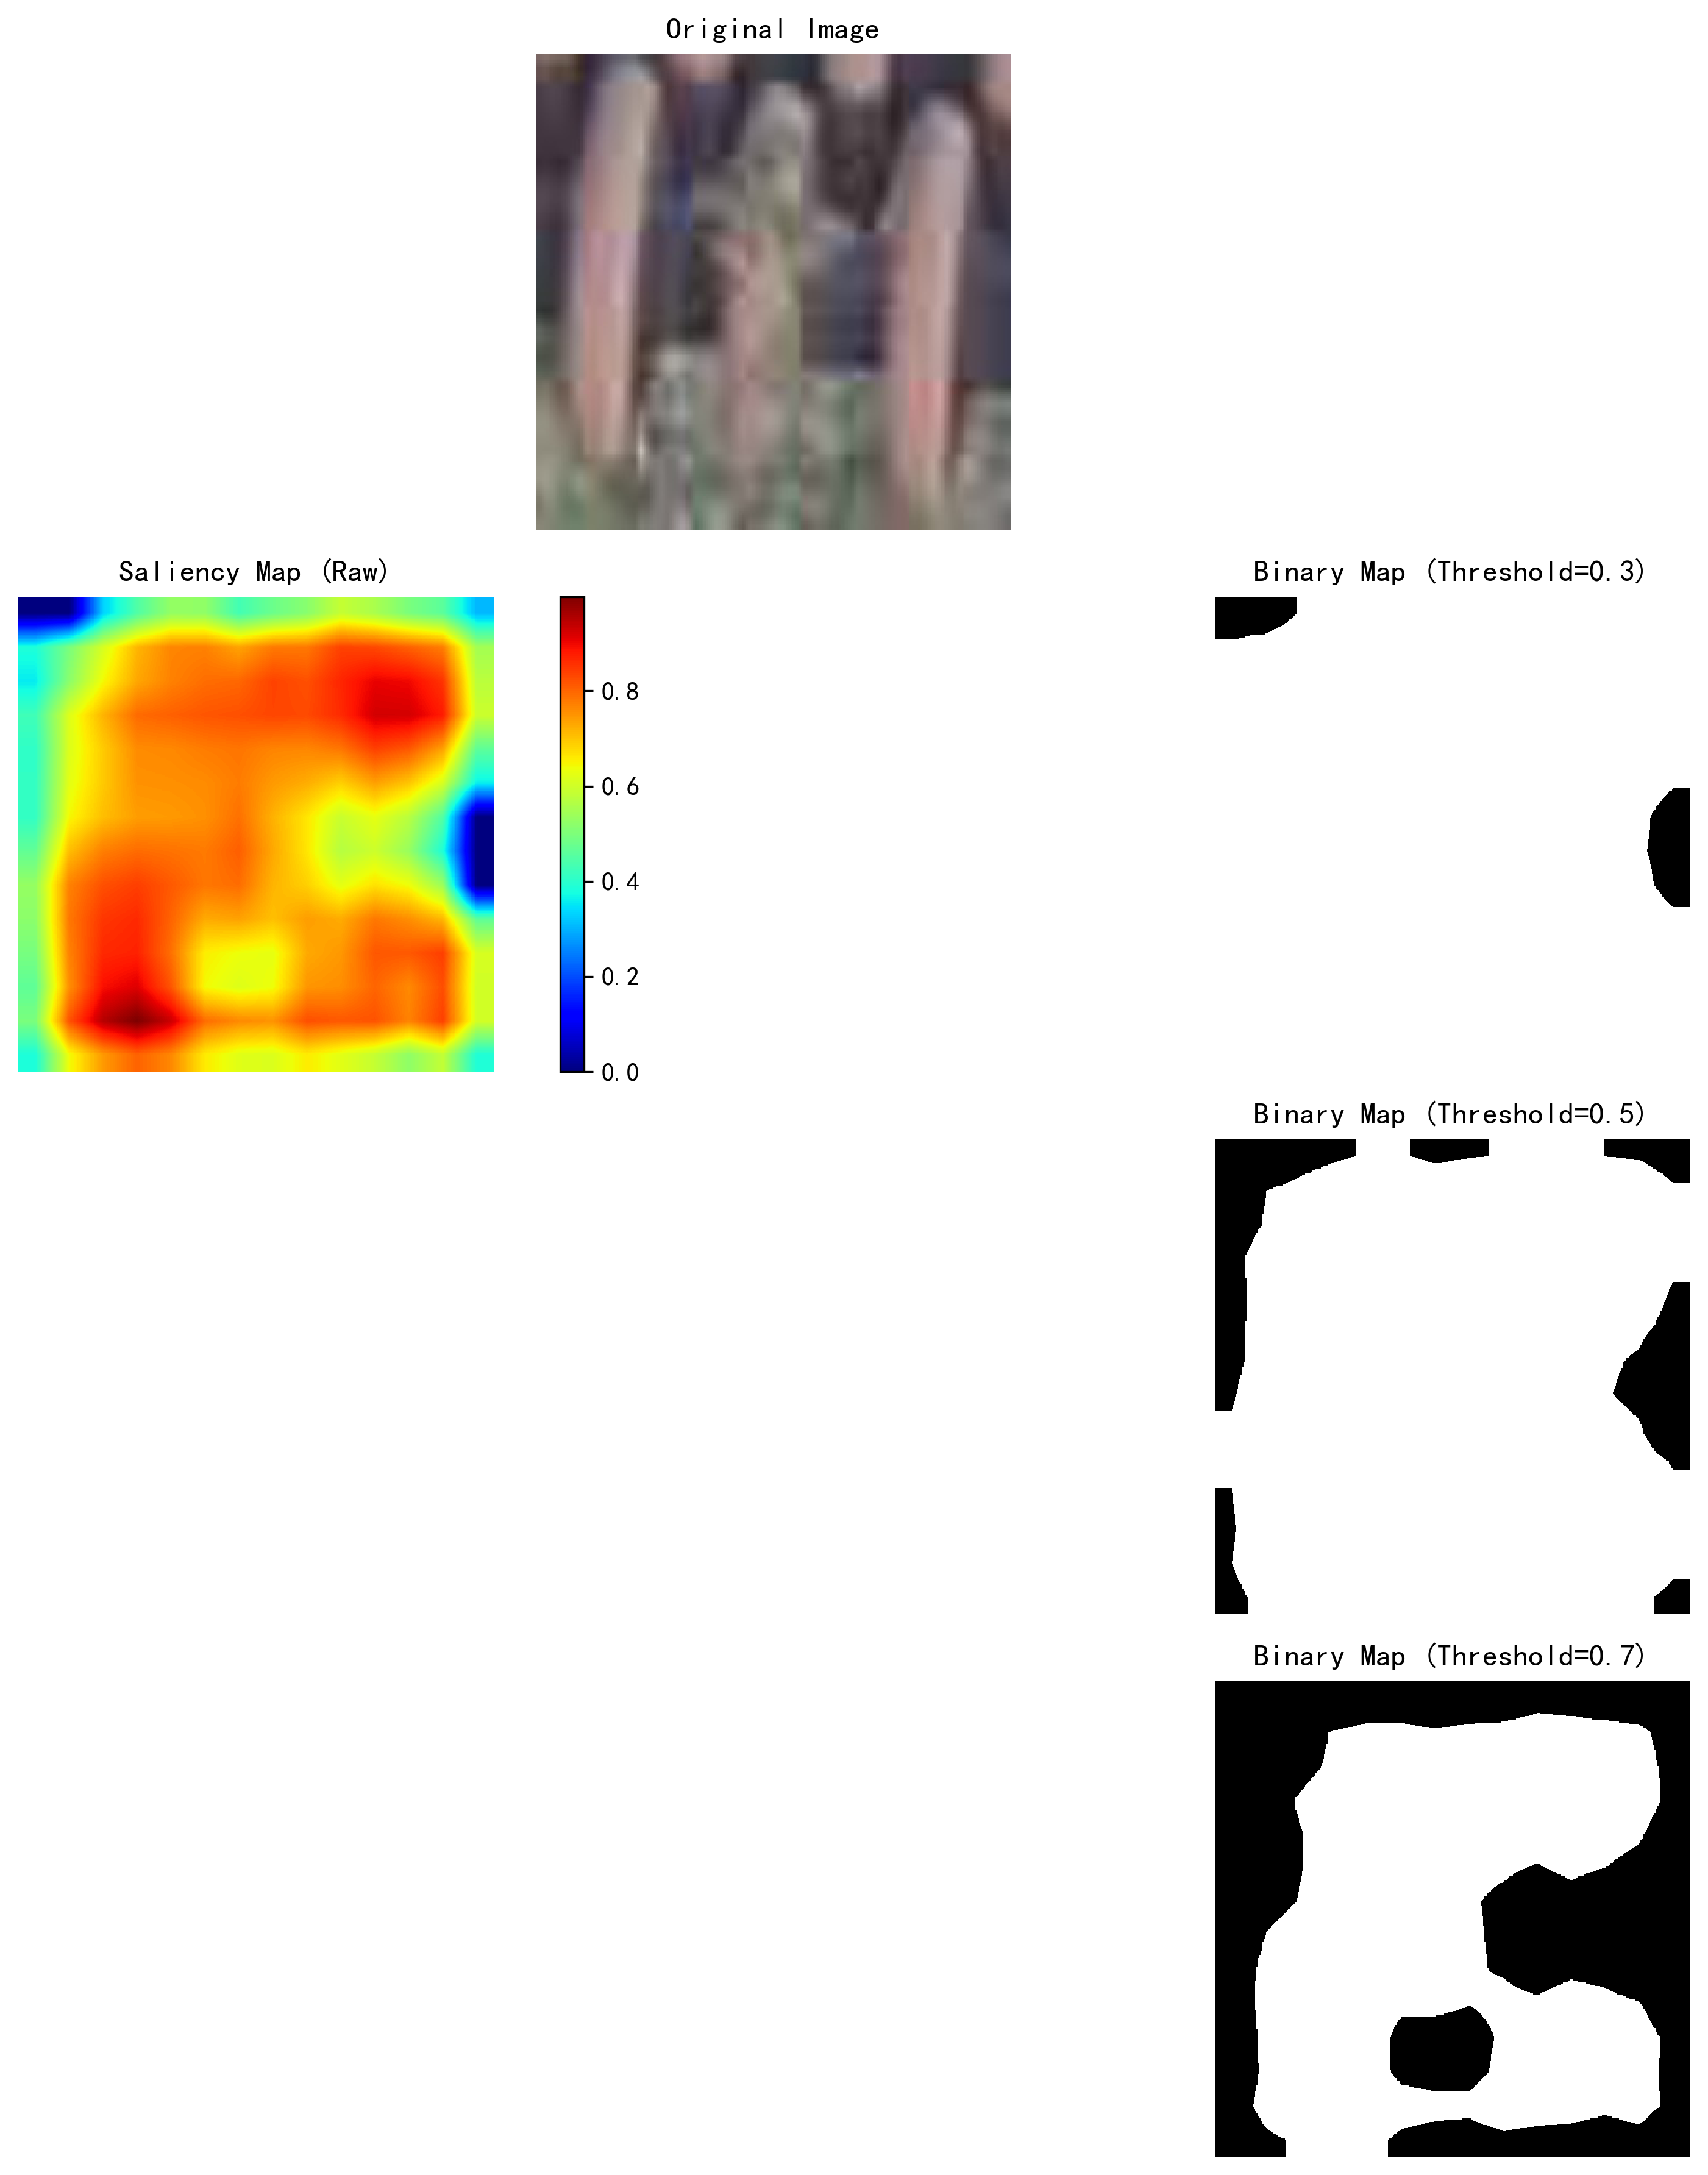 Original Image
Saliency Map (Raw)
Binary Map (Threshold=0.3)
0.8
0.6
0.4
0.2
0.0
Binary Map (Threshold=0.5)
Binary Map (Threshold=0.7)